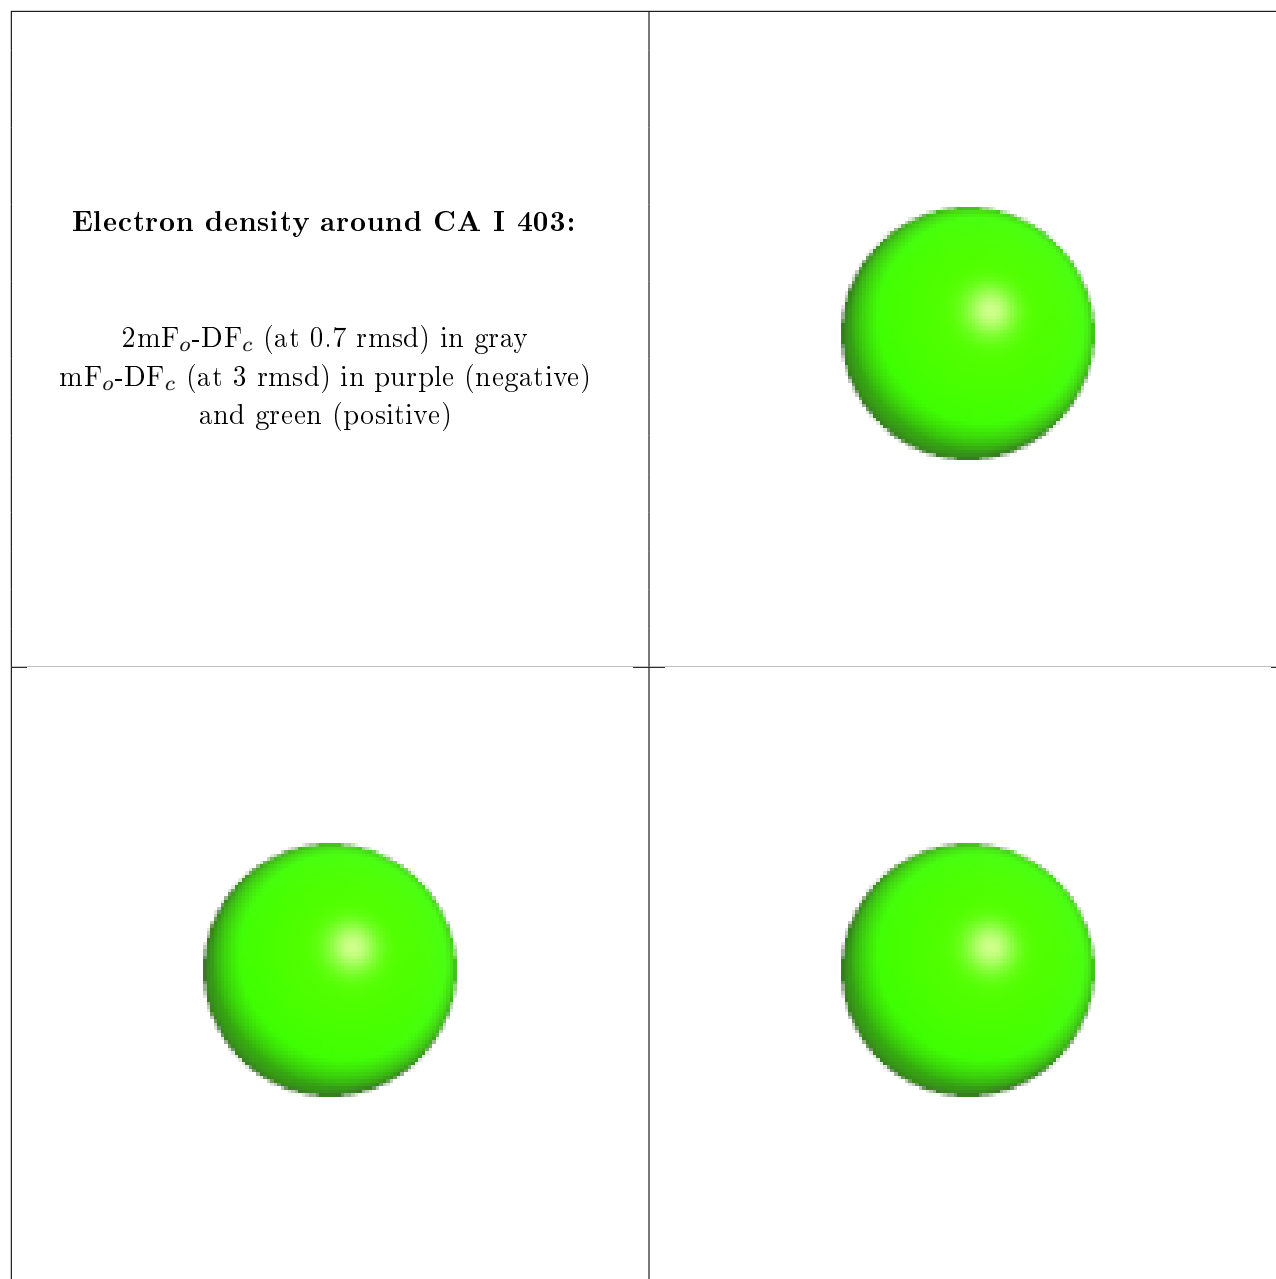 Electron density around CA I 403:
2mFo-DFc (at 0.7 rmsd) in gray
mFo-DFc (at 3 rmsd) in purple (negative)
and green (positive)